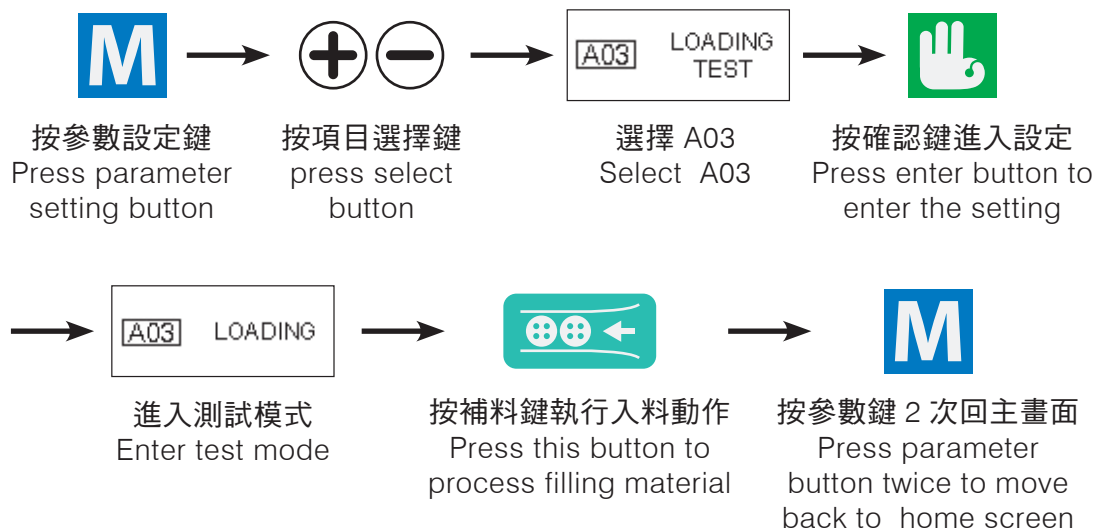 M
A03 LOADING
TEST
按參數設定鍵
Press parameter
setting button
按項目選擇鍵
press select
button
選擇 A03
Select A03
按確認鍵進入設定
Press enter button to
enter the setting
A03 LOADING
M
進入測試模式
Enter test mode
按補料鍵執行入料動作
Press this button to
process filling material
按參數鍵 2 次回主畫面
Press parameter
button twice to move
back to home screen